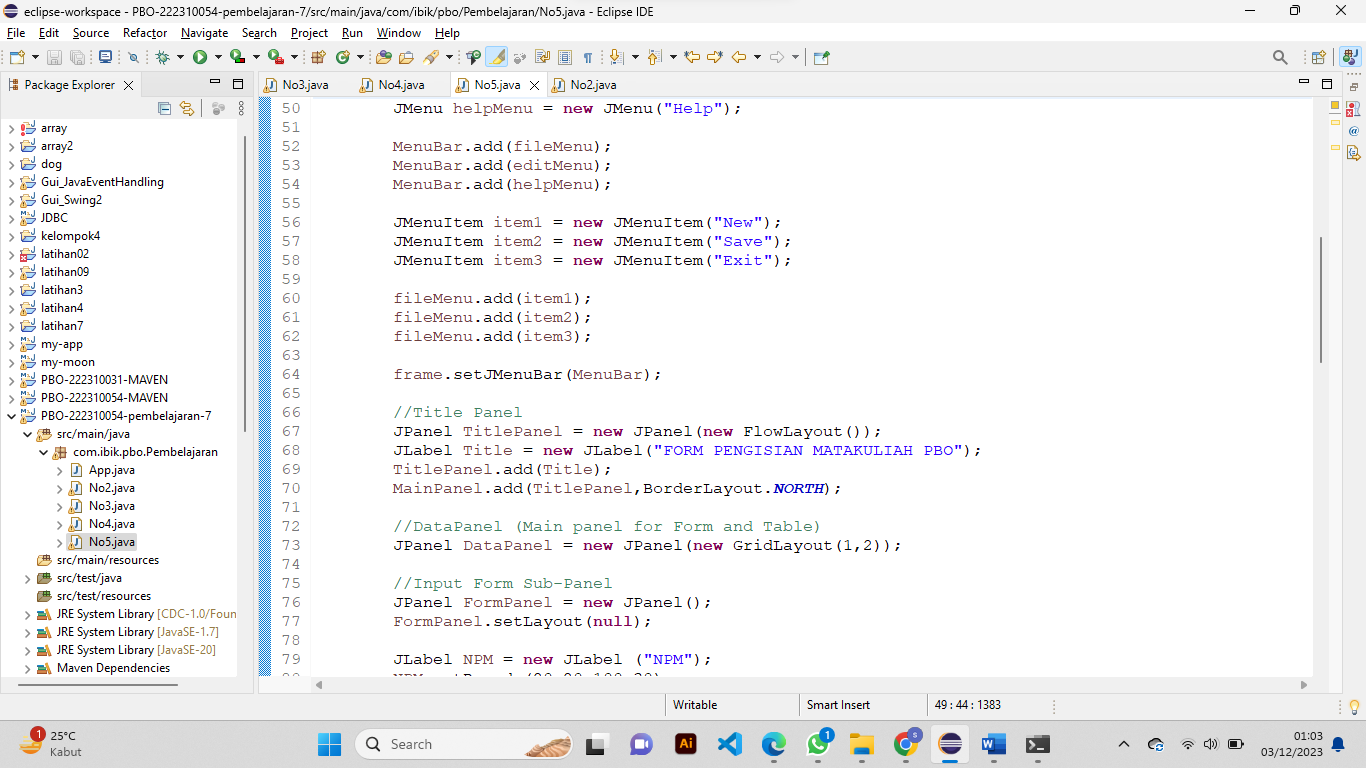 eclipse-workspace - PBO-222310054-pembelajaran-7/src/main/java/com/ibik/pbo/Pembelajaran/No5.java - Eclipse IDE
File Edit Source Refactor Navigate Search Project Run Window Help
Package Explorer
No3.java No4.java No5.java No2.java
array
array2
dog
Gui_JavaEventHandling
Gui_Swing2
JDBC
kelompok4
latihan02
latihan09
latihan3
latihan4
latihan7
my-app
my-moon
PBO-222310031-MAVEN
PBO-222310054-MAVEN
PBO-222310054-pembelajaran-7
src/main/java
com.ibik.pbo.Pembelajaran
App.java
No2.java
No3.java
No4.java
No5.java
src/main/resources
src/test/java
src/test/resources
JRE System Library [CDC-1.0/Foun
JRE System Library [JavaSE-1.7]
JRE System Library [JavaSE-20]
Maven Dependencies
50 JMenu helpMenu = new JMenu("Help");
51
52 MenuBar.add(fileMenu);
53 MenuBar.add(editMenu);
54 MenuBar.add(helpMenu);
55
56 JMenuItem item1 = new JMenuItem("New");
57 JMenuItem item2 = new JMenuItem("Save");
58 JMenuItem item3 = new JMenuItem("Exit");
59
60 fileMenu.add(item1);
61 fileMenu.add(item2);
62 fileMenu.add(item3);
63
64 frame.setJMenuBar(MenuBar);
65
66 //Title Panel
67 JPanel TitlePanel = new JPanel(new FlowLayout());
68 JLabel Title = new JLabel("FORM PENGISIAN MATAKULIAH PBO");
69 TitlePanel.add(Title);
70 MainPanel.add(TitlePanel,BorderLayout.NORTH);
71
72 //DataPanel (Main panel for Form and Table)
73 JPanel DataPanel = new JPanel(new GridLayout(1,2));
74
75 //Input Form Sub-Panel
76 JPanel FormPanel = new JPanel();
77 FormPanel.setLayout(null);
78
79 JLabel NPM = new JLabel ("NPM");
Writable Smart Insert 49 : 44 : 1383
1
25°C
Kabut
Search
Ai
1
S
01:03
03/12/2023